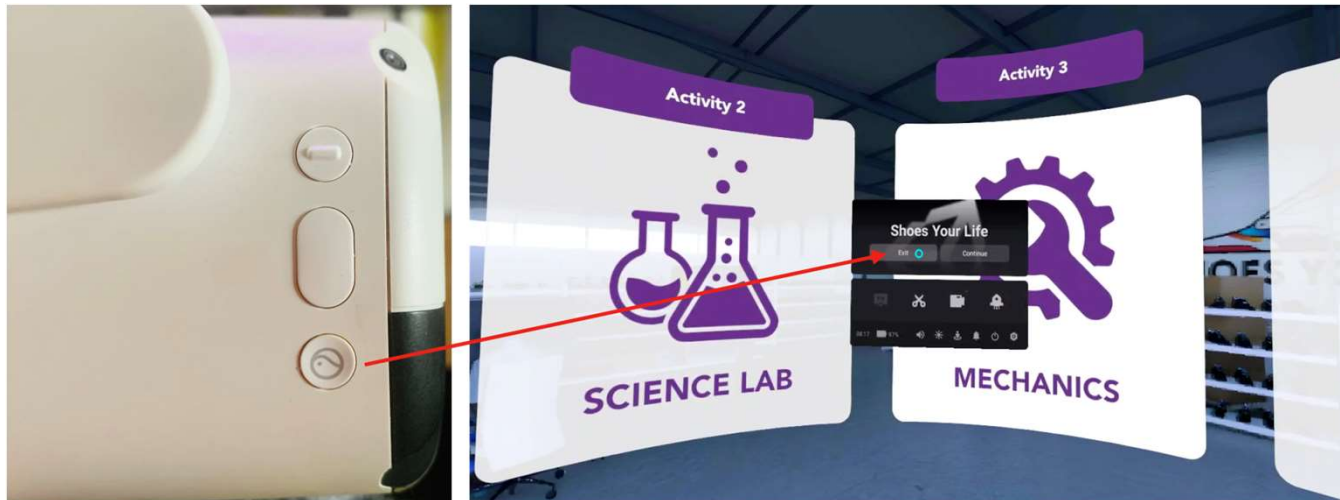 Activity 2
SCIENCE LAB
Activity 3
MECHANICS
Shoes Your Life
Exit
Continue